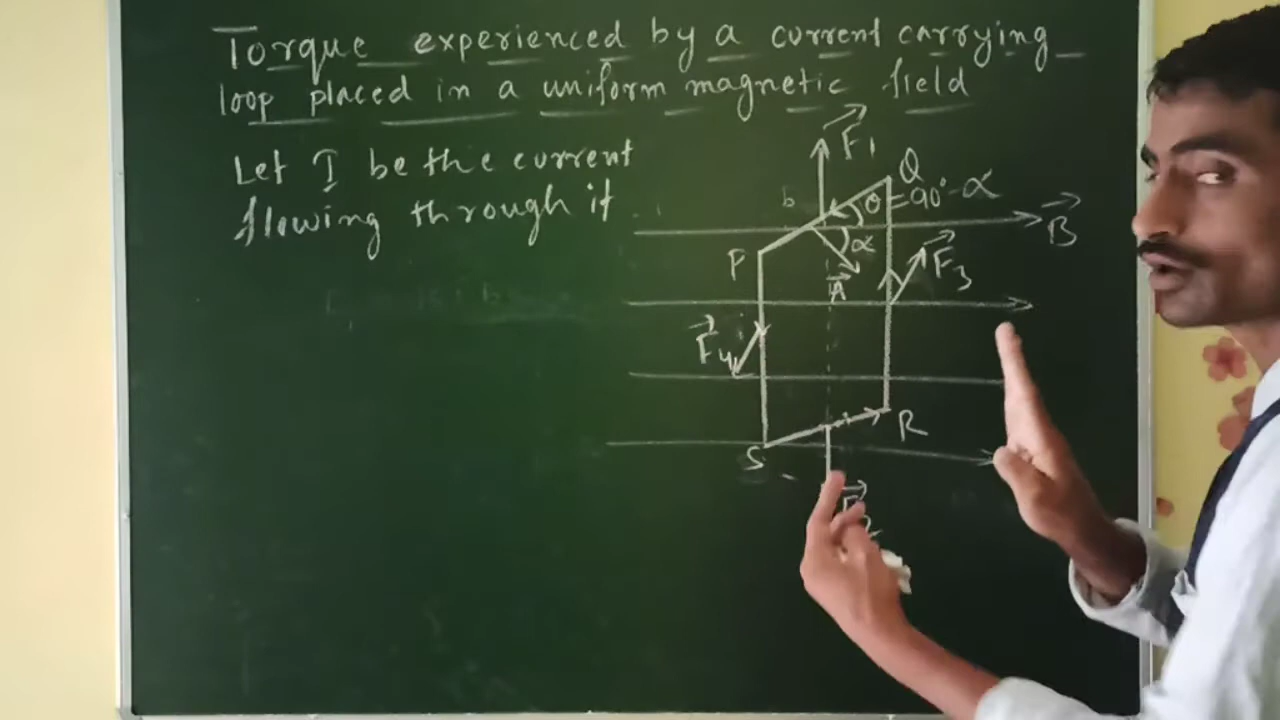 Torque experienced by a current carrying
loop placed in a uniform magnetic field
Let I be the current
flowing through it
F₁
Q
b
θ = 90° - α
B
P
α
A
F₃
F₄
R
S
F₂